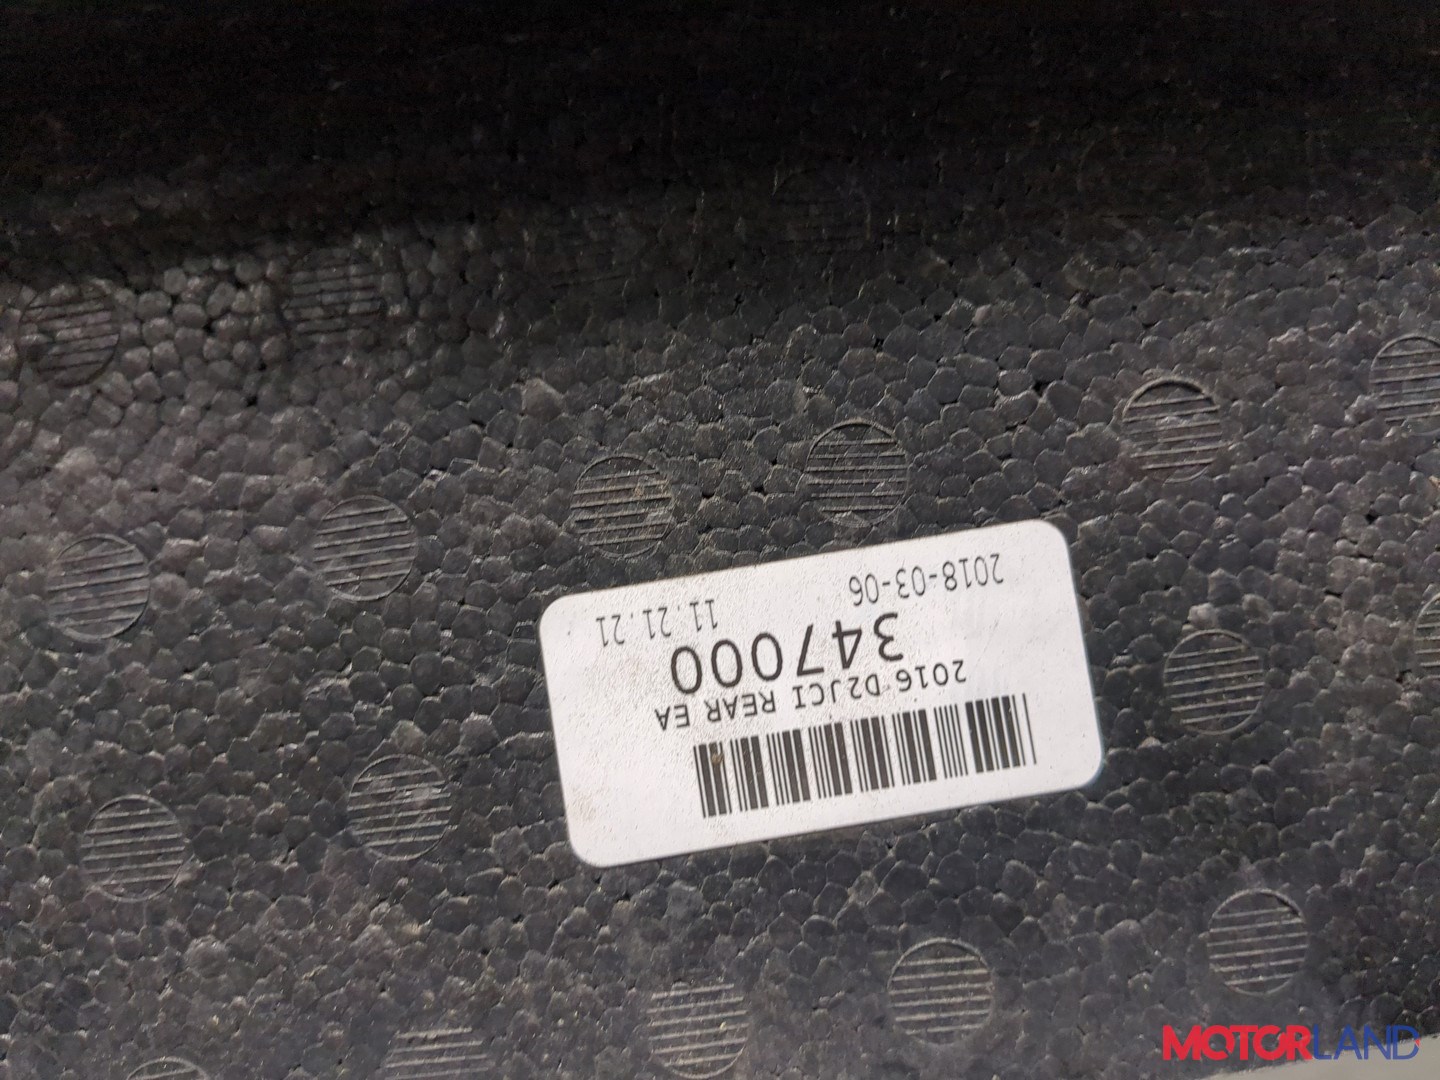 2016 D2JCI REAR EA
347000
2018-03-06 11.21.21
MOTORLAND